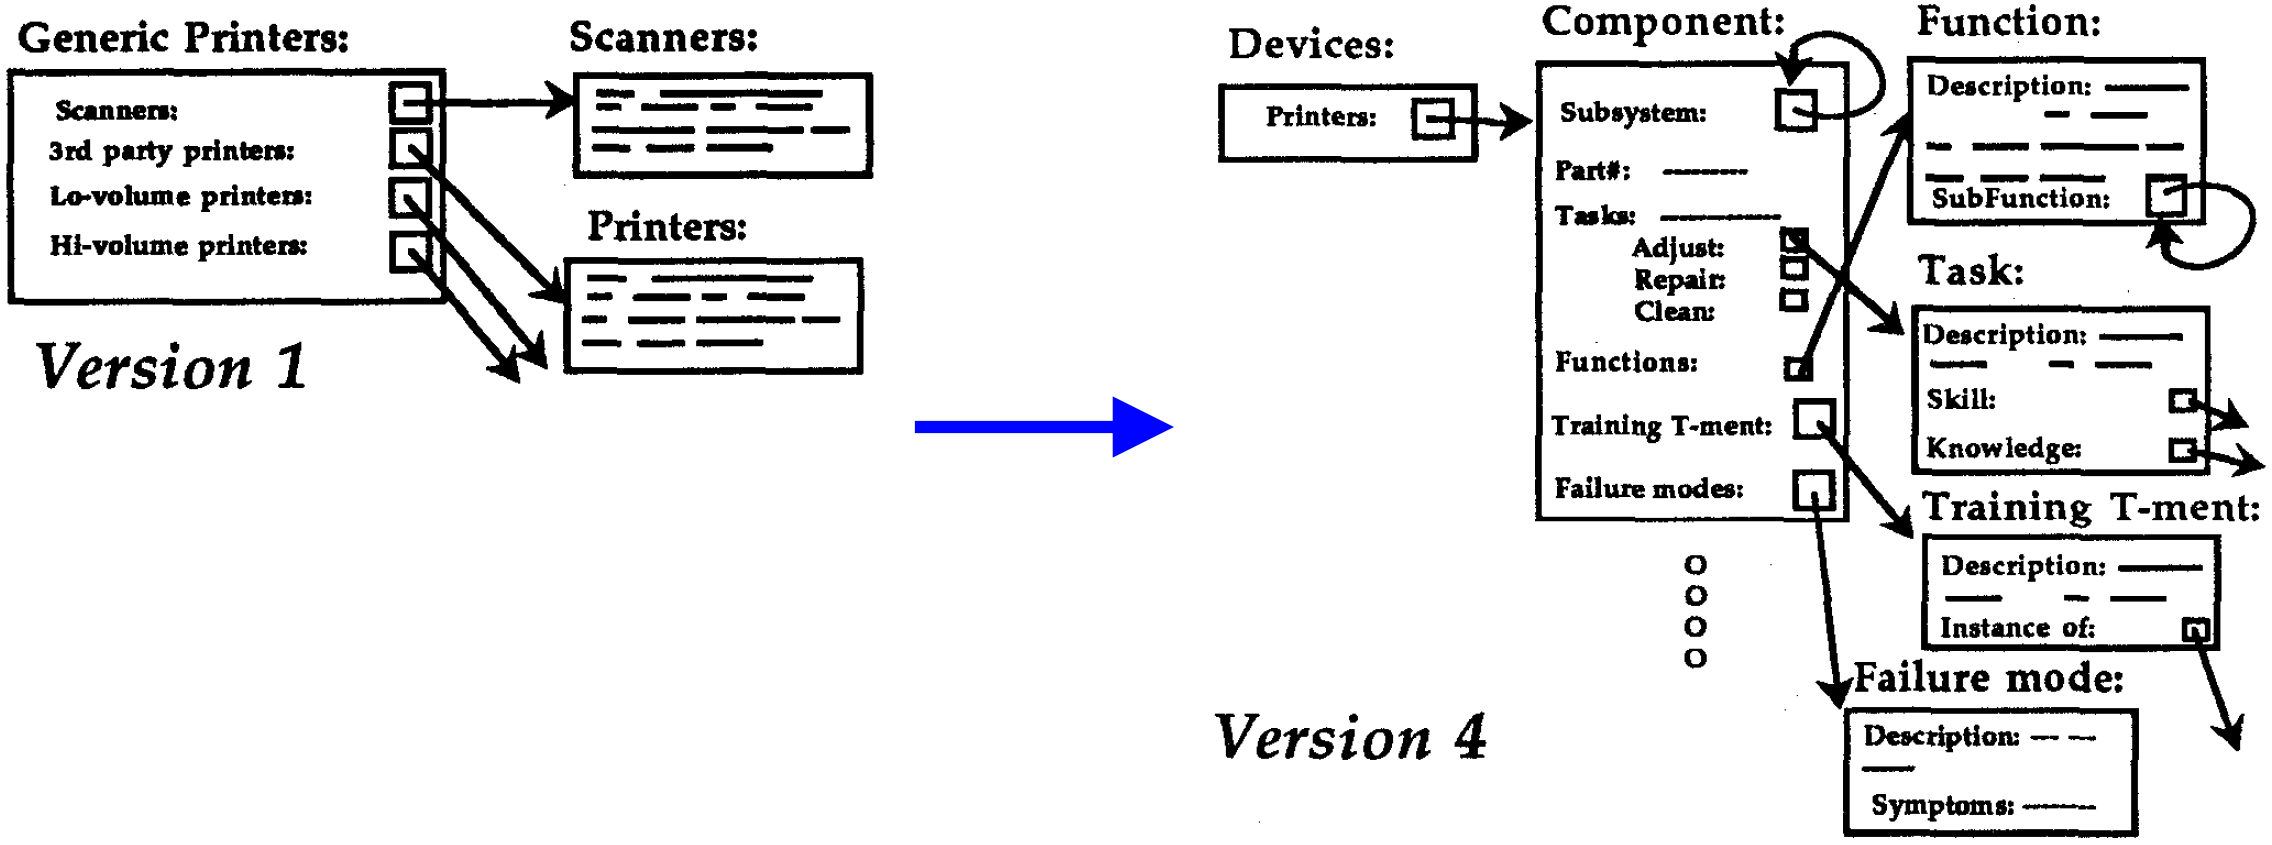 Generic Printers:
Scanners:
3rd party printers:
Lo-volume printers:
Hi-volume printers:
Scanners:
Printers:
Version 1
Devices:
Printers:
Component:
Subsystem:
Part#:
Tasks:
Adjust:
Repair:
Clean:
Functions:
Training T-ment:
Failure modes:
Function:
Description:
SubFunction:
Task:
Description:
Skill:
Knowledge:
Training T-ment:
Description:
Instance of:
Failure mode:
Description:
Symptoms:
Version 4